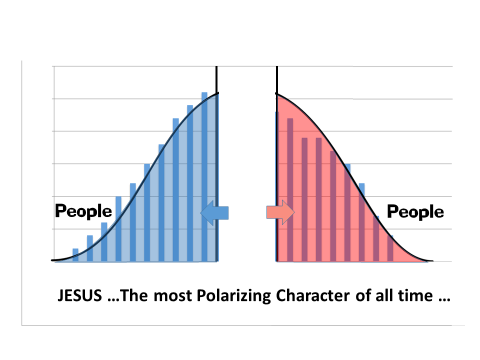 People
People
JESUS ...The most Polarizing Character of all time ...